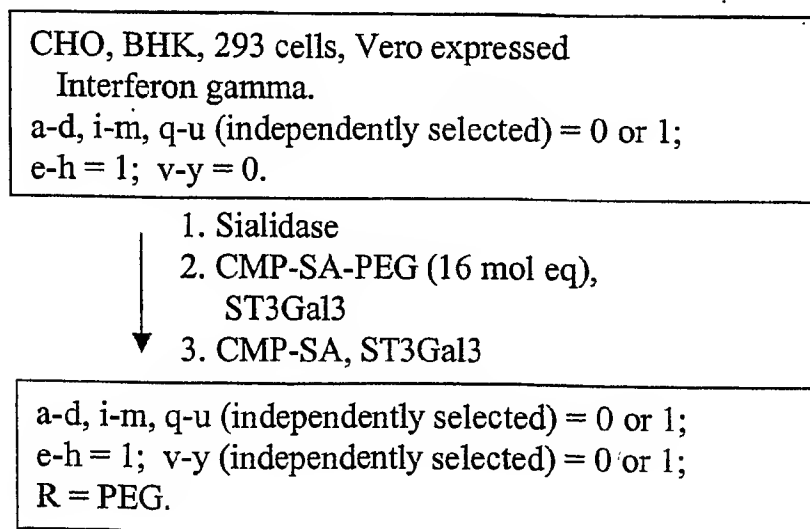 CHO, BHK, 293 cells, Vero expressed
Interferon gamma.
a-d, i-m, q-u (independently selected) = 0 or 1;
e-h = 1; v-y = 0.
1. Sialidase
2. CMP-SA-PEG (16 mol eq),
ST3Gal3
3. CMP-SA, ST3Gal3
a-d, i-m, q-u (independently selected) = 0 or 1;
e-h = 1; v-y (independently selected) = 0 or 1;
R = PEG.